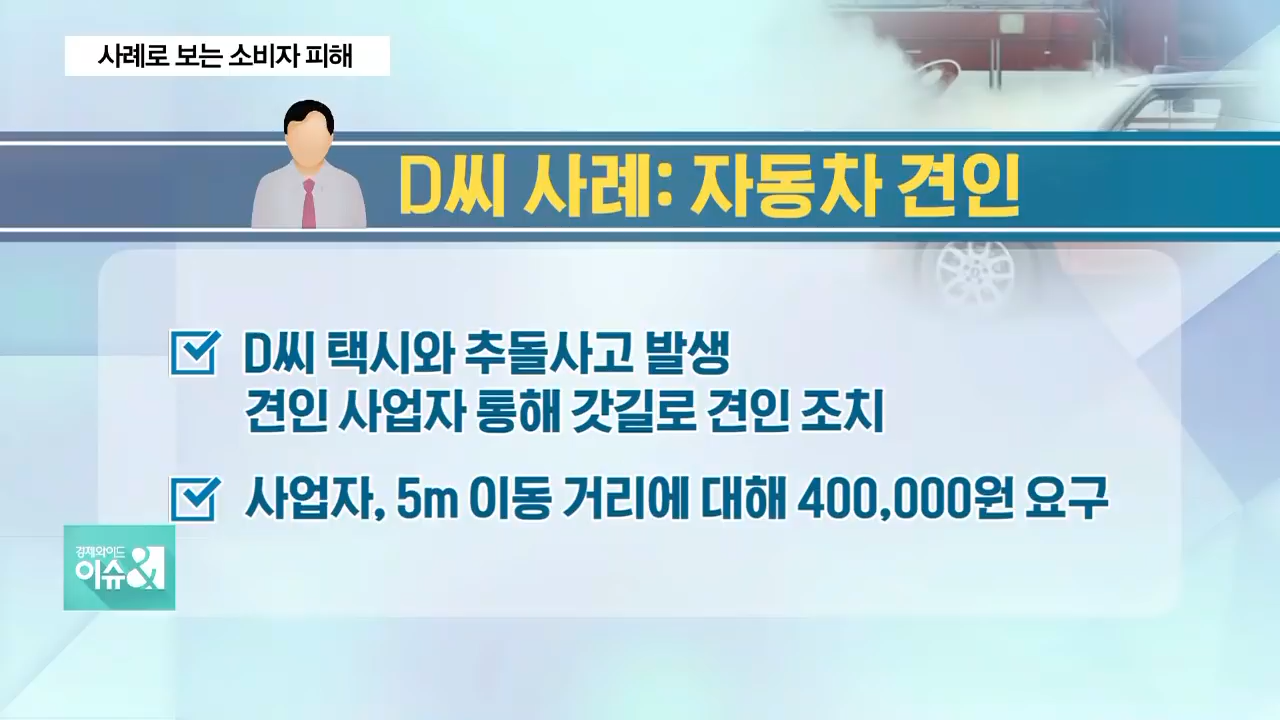 사례로 보는 소비자 피해
D씨 사례: 자동차 견인
D씨 택시와 추돌사고 발생
견인 사업자 통해 갓길로 견인 조치
사업자, 5m 이동 거리에 대해 400,000원 요구
경제와이드
이슈&